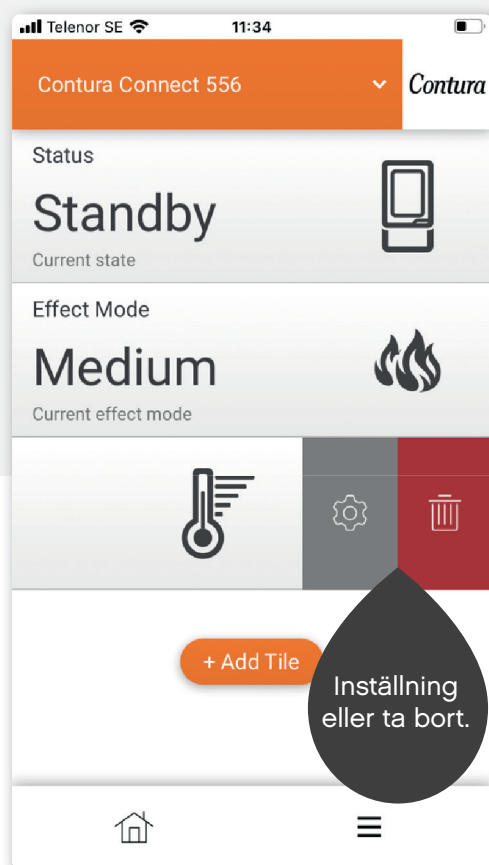 Telenor SE
11:34
Contura Connect 556
Contura
Status
Standby
Current state
Effect Mode
Medium
Current effect mode
+ Add Tile
Inställning
eller ta bort.